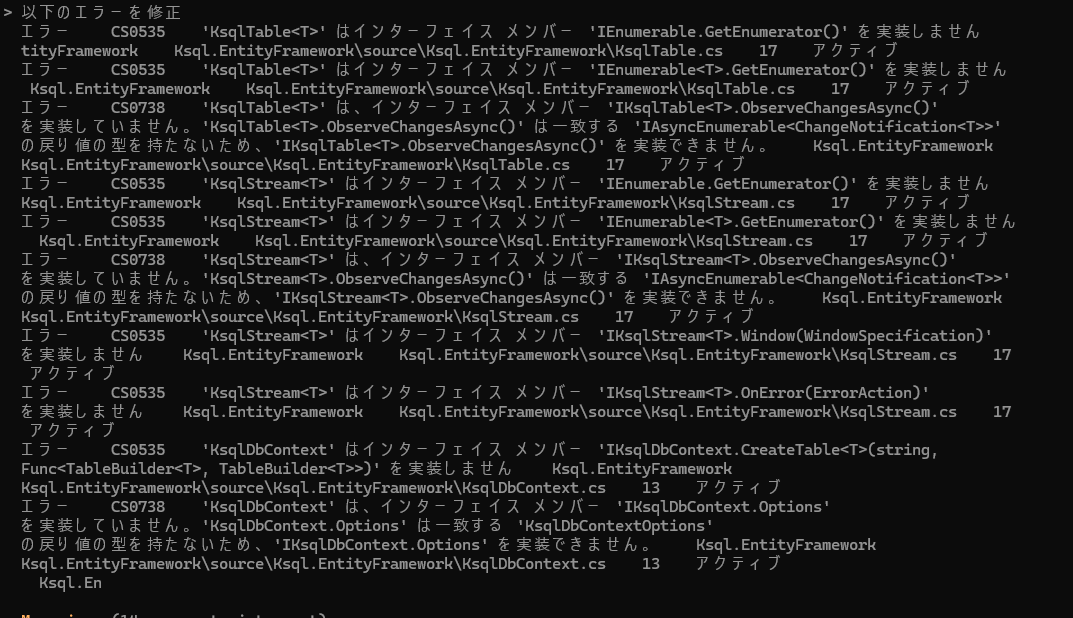 > 以下のエラーを修正
エラー CS0535 'KsqlTable<T>' はインターフェイス メンバー 'IEnumerable.GetEnumerator()' を実装しません
tityFramework Ksql.EntityFramework\source\Ksql.EntityFramework\KsqlTable.cs 17 アクティブ
エラー CS0535 'KsqlTable<T>' はインターフェイス メンバー 'IEnumerable<T>.GetEnumerator()' を実装しません
Ksql.EntityFramework Ksql.EntityFramework\source\Ksql.EntityFramework\KsqlTable.cs 17 アクティブ
エラー CS0738 'KsqlTable<T>' は、インターフェイス メンバー 'IKsqlTable<T>.ObserveChangesAsync()'
を実装していません。'KsqlTable<T>.ObserveChangesAsync()' は一致する 'IAsyncEnumerable<ChangeNotification<T>>'
の戻り値の型を持たないため、'IKsqlTable<T>.ObserveChangesAsync()' を実装できません。 Ksql.EntityFramework
Ksql.EntityFramework\source\Ksql.EntityFramework\KsqlTable.cs 17 アクティブ
エラー CS0535 'KsqlStream<T>' はインターフェイス メンバー 'IEnumerable.GetEnumerator()' を実装しません
Ksql.EntityFramework Ksql.EntityFramework\source\Ksql.EntityFramework\KsqlStream.cs 17 アクティブ
エラー CS0535 'KsqlStream<T>' はインターフェイス メンバー 'IEnumerable<T>.GetEnumerator()' を実装しません
Ksql.EntityFramework Ksql.EntityFramework\source\Ksql.EntityFramework\KsqlStream.cs 17 アクティブ
エラー CS0738 'KsqlStream<T>' は、インターフェイス メンバー 'IKsqlStream<T>.ObserveChangesAsync()'
を実装していません。'KsqlStream<T>.ObserveChangesAsync()' は一致する 'IAsyncEnumerable<ChangeNotification<T>>'
の戻り値の型を持たないため、'IKsqlStream<T>.ObserveChangesAsync()' を実装できません。 Ksql.EntityFramework
Ksql.EntityFramework\source\Ksql.EntityFramework\KsqlStream.cs 17 アクティブ
エラー CS0535 'KsqlStream<T>' はインターフェイス メンバー 'IKsqlStream<T>.Window(WindowSpecification)'
を実装しません Ksql.EntityFramework Ksql.EntityFramework\source\Ksql.EntityFramework\KsqlStream.cs 17
アクティブ
エラー CS0535 'KsqlStream<T>' はインターフェイス メンバー 'IKsqlStream<T>.OnError(ErrorAction)'
を実装しません Ksql.EntityFramework Ksql.EntityFramework\source\Ksql.EntityFramework\KsqlStream.cs 17
アクティブ
エラー CS0535 'KsqlDbContext' はインターフェイス メンバー 'IKsqlDbContext.CreateTable<T>(string,
Func<TableBuilder<T>, TableBuilder<T>>)' を実装しません Ksql.EntityFramework
Ksql.EntityFramework\source\Ksql.EntityFramework\KsqlDbContext.cs 13 アクティブ
エラー CS0738 'KsqlDbContext' は、インターフェイス メンバー 'IKsqlDbContext.Options'
を実装していません。'KsqlDbContext.Options' は一致する 'KsqlDbContextOptions'
の戻り値の型を持たないため、'IKsqlDbContext.Options' を実装できません。 Ksql.EntityFramework
Ksql.EntityFramework\source\Ksql.EntityFramework\KsqlDbContext.cs 13 アクティブ
Ksql.En